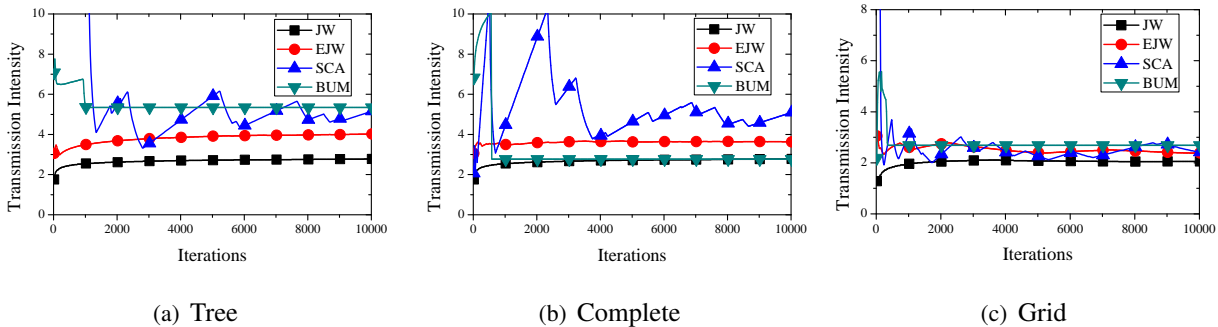 Transmission Intensity
10
8
6
4
2
0
0 2000 4000 6000 8000 10000
Iterations
JW
EJW
SCA
BUM
(a) Tree
Transmission Intensity
10
8
6
4
2
0
0 2000 4000 6000 8000 10000
Iterations
JW
EJW
SCA
BUM
(b) Complete
Transmission Intensity
8
6
4
2
0
0 2000 4000 6000 8000 10000
Iterations
JW
EJW
SCA
BUM
(c) Grid